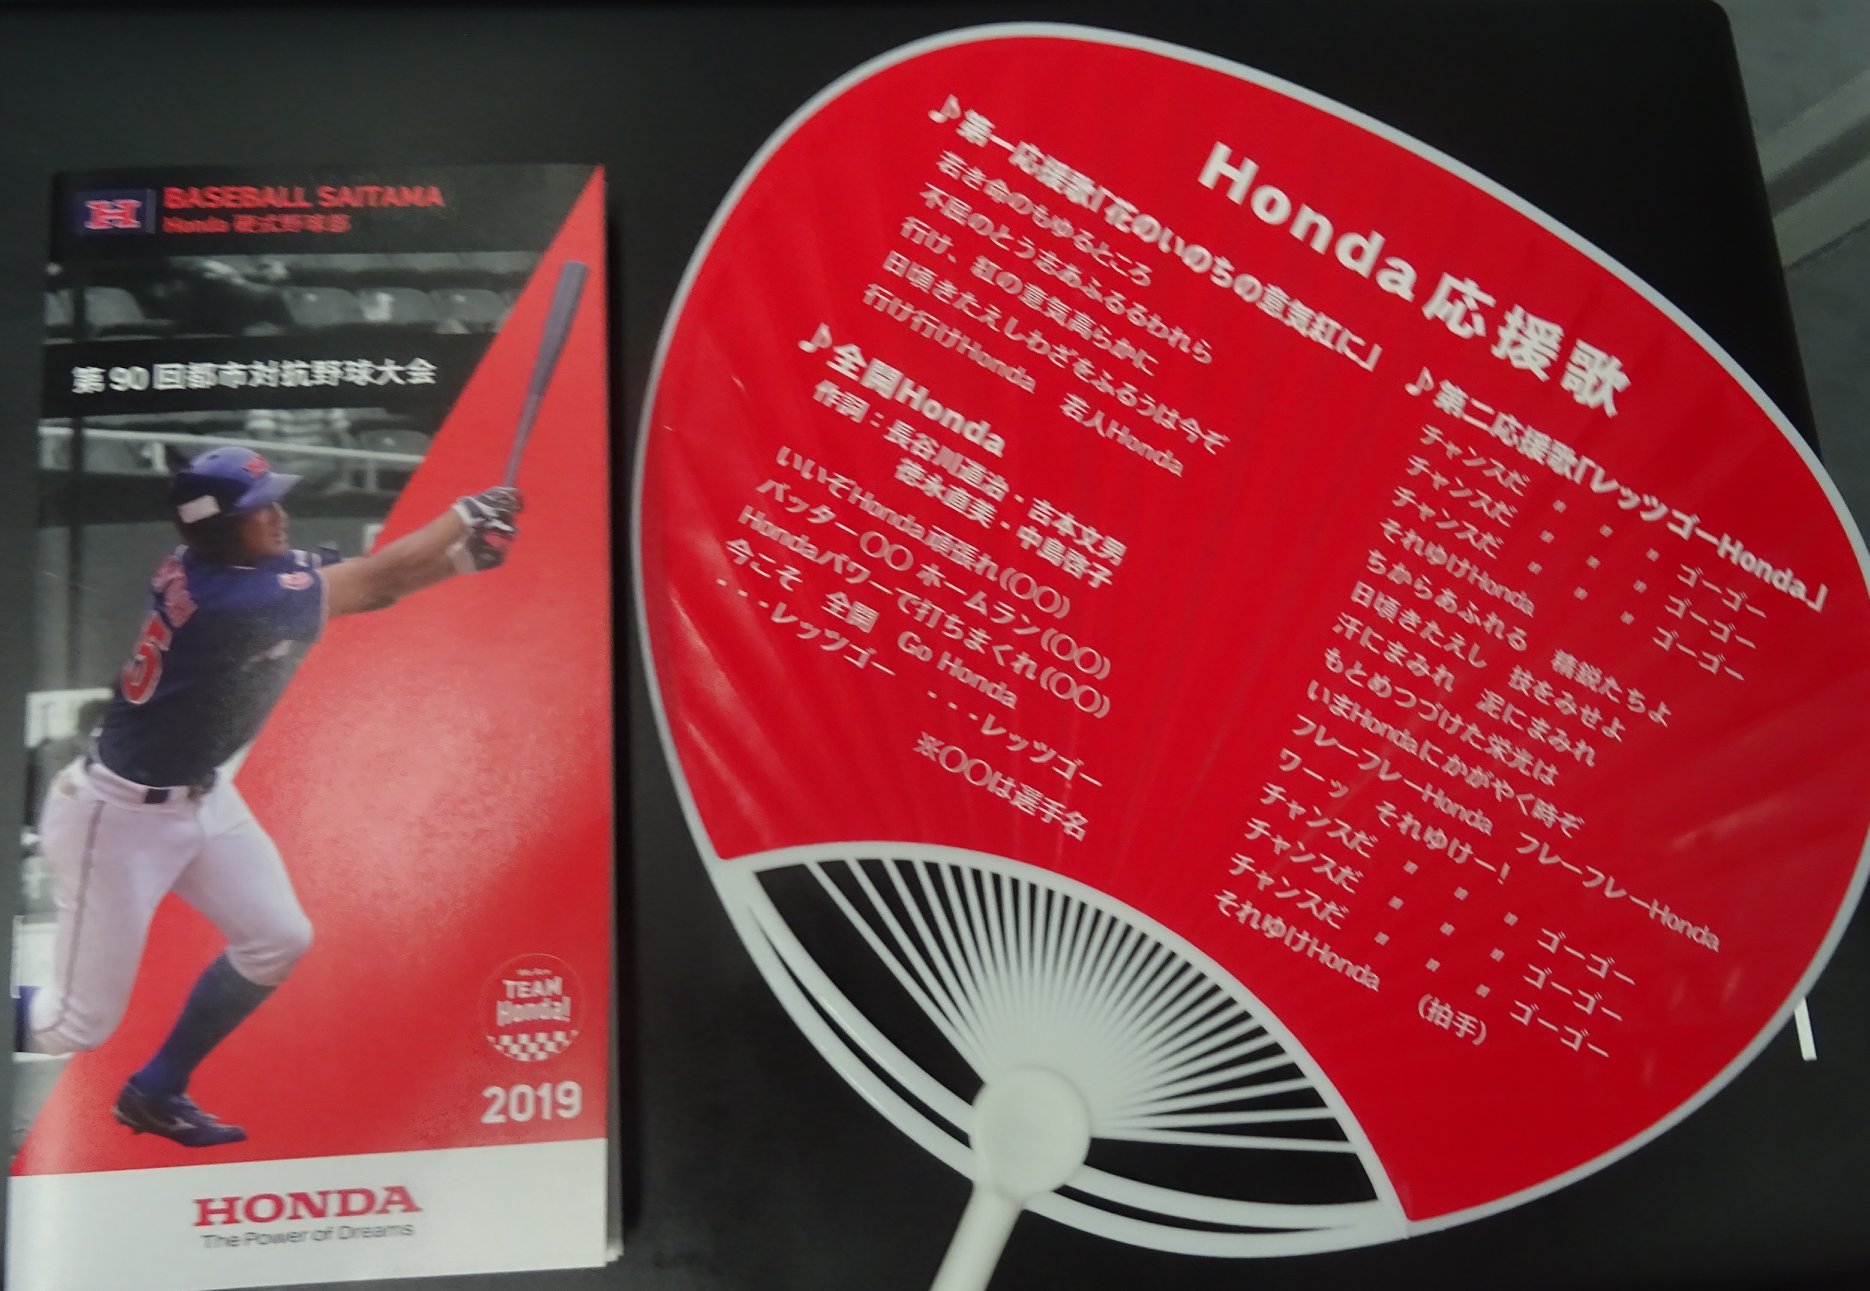 H
BASEBALL SAITAMA
Honda 硬式野球部
第90回都市対抗野球大会
5
TEAM
Honda!
2019
HONDA
The Power of Dreams
Honda 応援歌
♪第一応援歌「花のいのちの意気紅に」
若き命のもゆるところ
不屈のとう志あふるるわれら
行け、紅の意気高らかに
日頃きたえしわざをふるうは今ぞ
行け行けHonda 若人Honda
♪全開Honda
作詞：長谷川道治・吉本文男
徳永直美・中島啓子
いいぞHonda頑張れ(〇〇)
バッター〇〇 ホームラン(〇〇)
Hondaパワーで打ちまくれ(〇〇)
今こそ 全開 Go Honda
・・レッツゴー ・・・レッツゴー
※〇〇は選手名
♪第二応援歌「レッツゴーHonda」
チャンスだ 〃 〃 〃 ゴーゴー
チャンスだ 〃 〃 〃 ゴーゴー
チャンスだ 〃 〃 〃 ゴーゴー
それゆけHonda
ちからあふれる 精鋭たちよ
日頃きたえし 技をみせよ
汗にまみれ 泥にまみれ
もとめつづけた栄光は
いまHondaにかがやく時ぞ
フレーフレーHonda フレーフレーHonda
ワーッ それゆけー!
チャンスだ 〃 〃 〃 ゴーゴー
チャンスだ 〃 〃 〃 ゴーゴー
チャンスだ 〃 〃 〃 ゴーゴー
それゆけHonda (拍手)